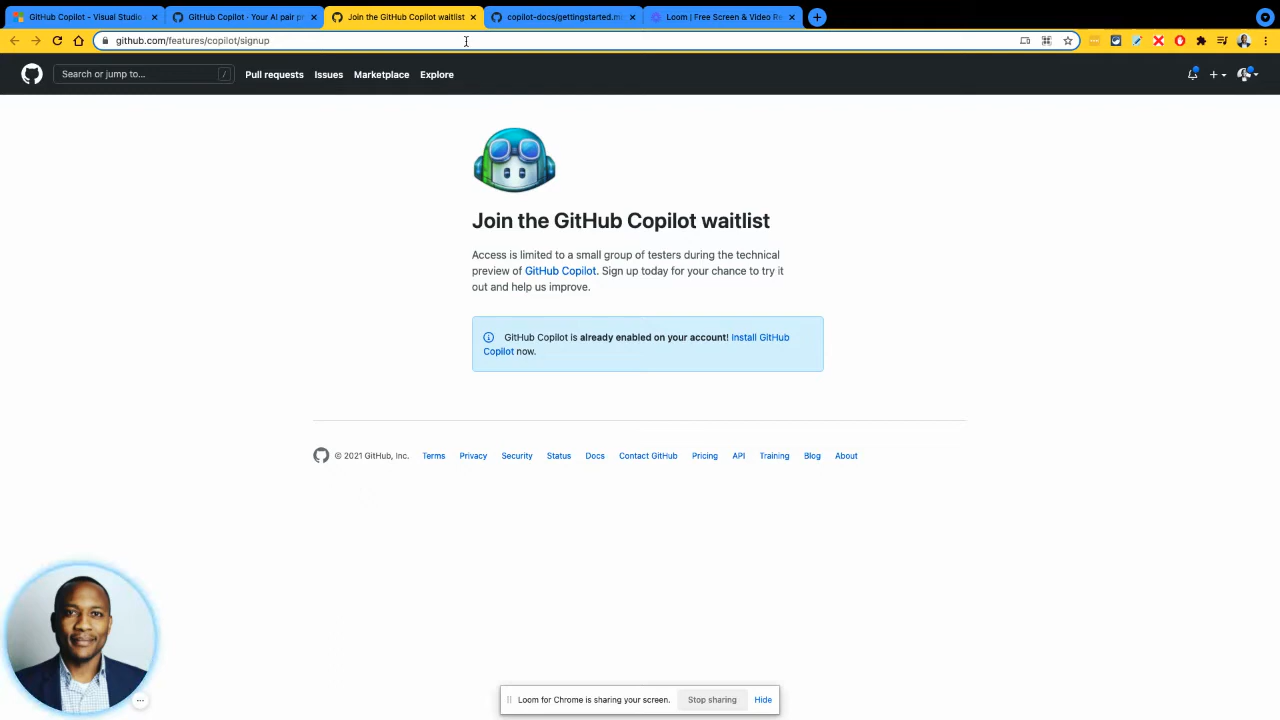 GitHub Copilot - Visual Studio
GitHub Copilot · Your AI pair pr
Join the GitHub Copilot waitlist
copilot-docs/gettingstarted.m
Loom | Free Screen & Video Re
github.com/features/copilot/signup
Search or jump to...
/
Pull requests
Issues
Marketplace
Explore
Join the GitHub Copilot waitlist
Access is limited to a small group of testers during the technical
preview of GitHub Copilot. Sign up today for your chance to try it
out and help us improve.
GitHub Copilot is already enabled on your account! Install GitHub
Copilot now.
© 2021 GitHub, Inc.
Terms
Privacy
Security
Status
Docs
Contact GitHub
Pricing
API
Training
Blog
About
Loom for Chrome is sharing your screen.
Stop sharing
Hide